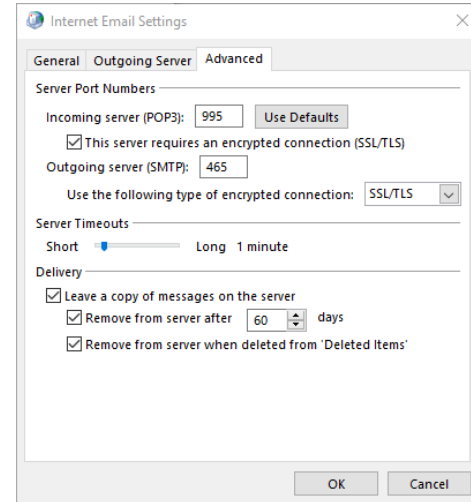 Internet Email Settings
General Outgoing Server Advanced
Server Port Numbers
Incoming server (POP3): 995 Use Defaults
This server requires an encrypted connection (SSL/TLS)
Outgoing server (SMTP): 465
Use the following type of encrypted connection: SSL/TLS
Server Timeouts
Short Long 1 minute
Delivery
Leave a copy of messages on the server
Remove from server after 60 days
Remove from server when deleted from 'Deleted Items'
OK Cancel